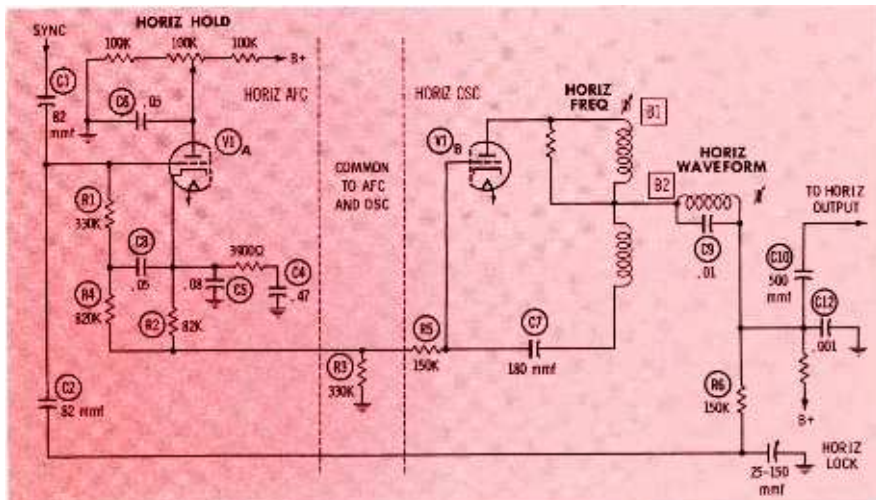 HORIZ HOLD
SYNC
100K
100K
100K
B+
C1
82
mmf
C6
.05
HORIZ AFC
HORIZ OSC
HORIZ
FREQ
B1
V1
A
V1
B
COMMON
TO AFC
AND OSC
B2
HORIZ
WAVEFORM
TO HORIZ
OUTPUT
R1
330K
C8
.05
3900Ω
C4
.47
.08
C5
C9
.01
C10
500
mmf
C12
.001
R4
820K
R2
82K
R5
150K
C7
180 mmf
R3
330K
C2
82 mmf
R6
150K
B+
HORIZ
LOCK
25-150
mmf